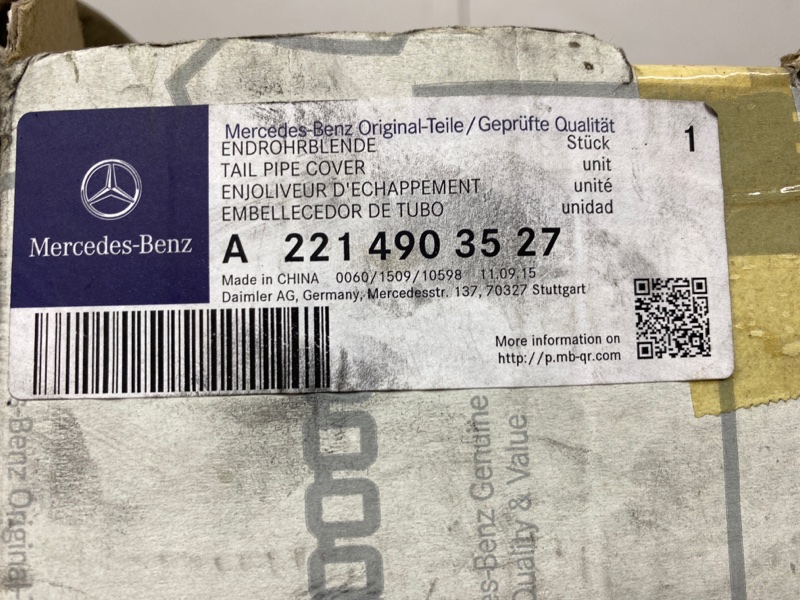 Mercedes-Benz Original-Teile/Geprüfte Qualität
ENDROHRBLENDE Stück 1
TAIL PIPE COVER unit
ENJOLIVEUR D'ECHAPPEMENT unité
EMBELLECEDOR DE TUBO unidad
Mercedes-Benz
A 221 490 35 27
Made in CHINA 0060/1509/10598 11.09.15
Daimler AG, Germany, Mercedesstr. 137, 70327 Stuttgart
More information on
http://p.mb-qr.com
-Benz Original
s-Benz Genuine
Quality & Value